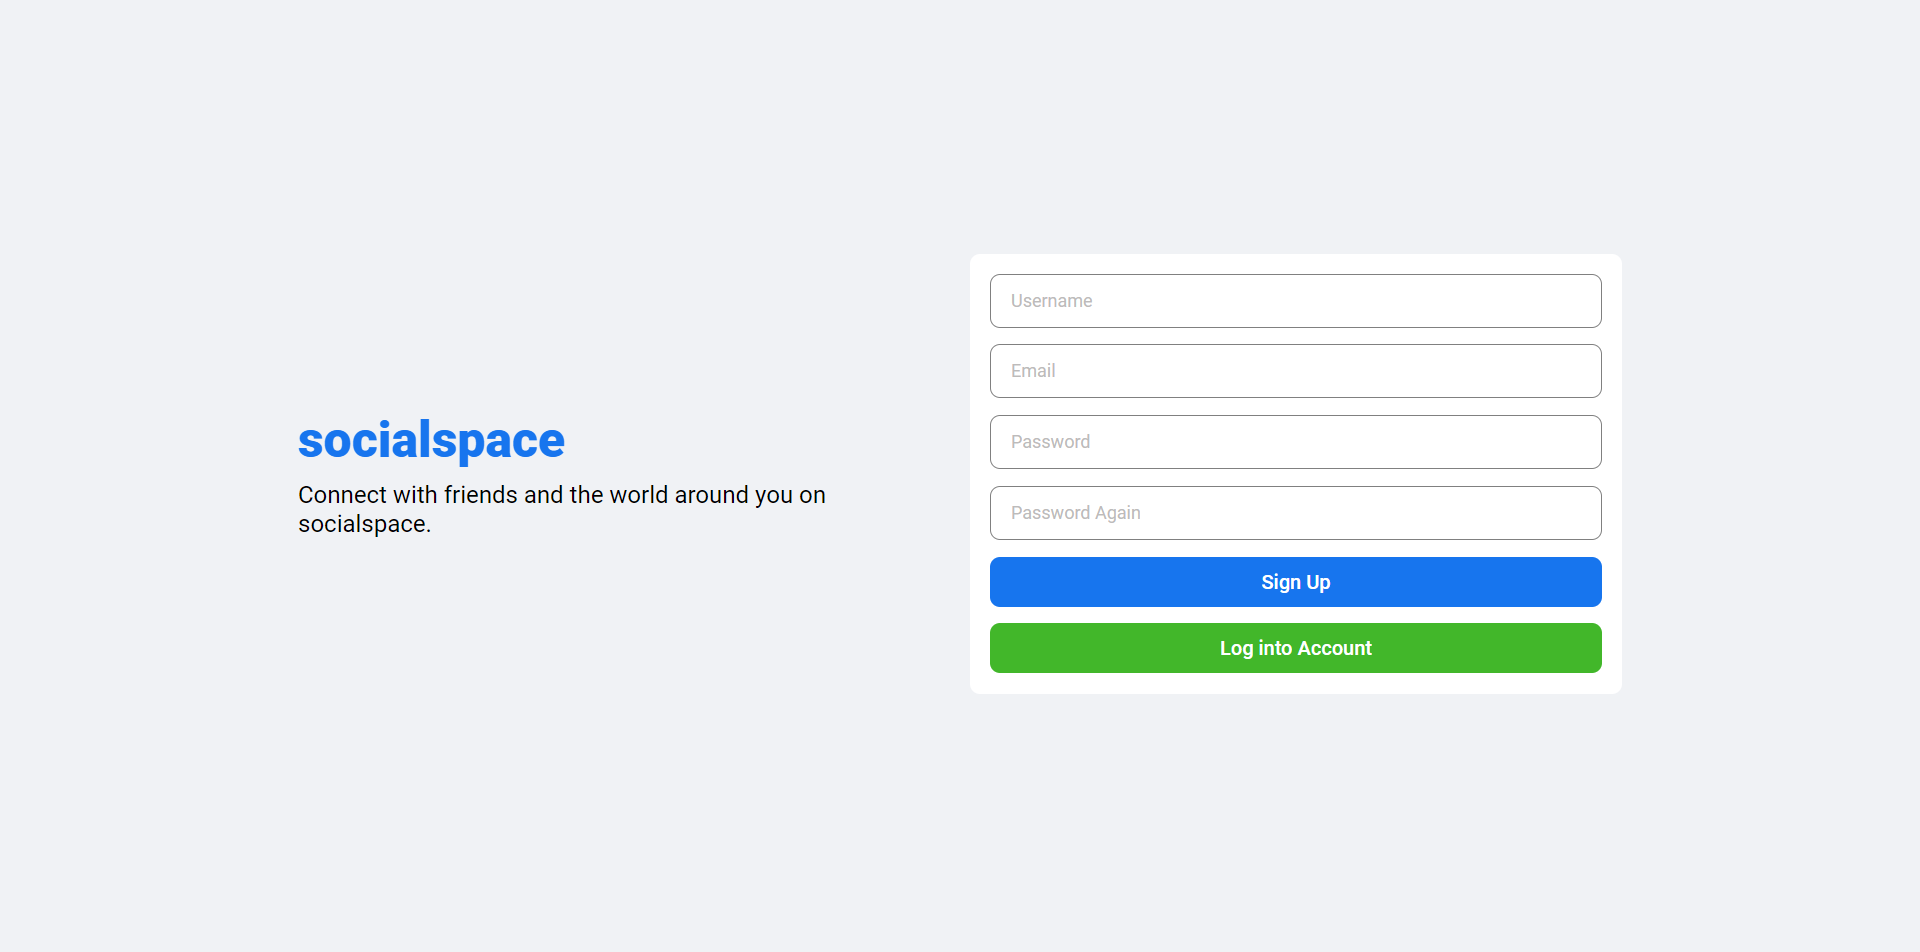 socialspace
Connect with friends and the world around you on
socialspace.
Username
Email
Password
Password Again
Sign Up
Log into Account